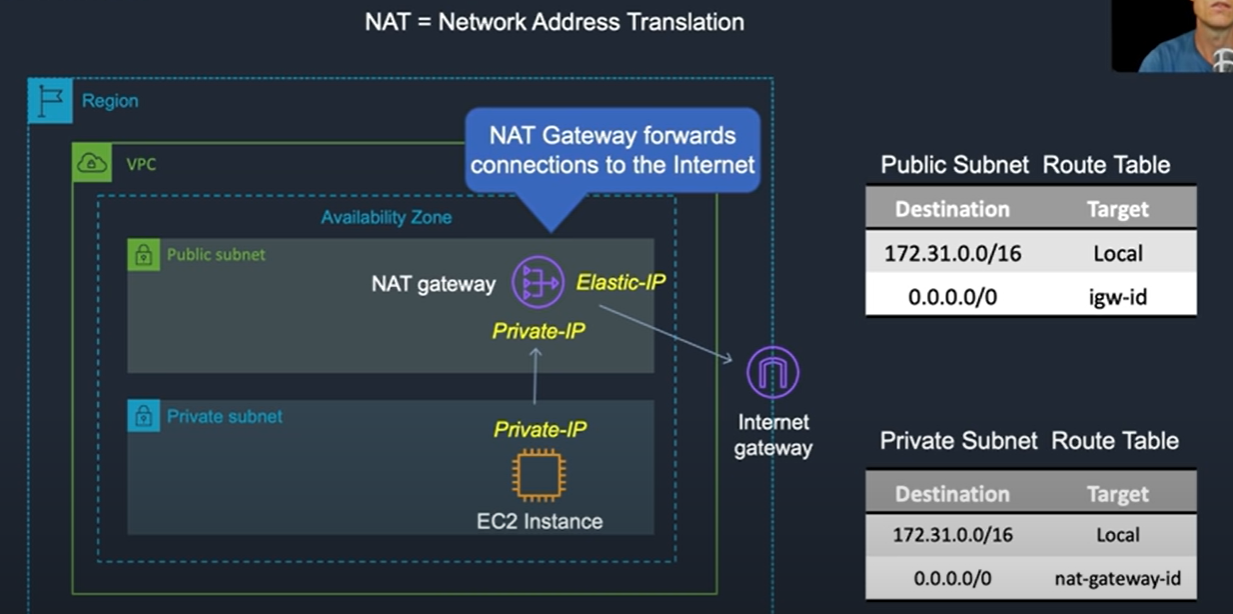 NAT = Network Address Translation
Region
NAT Gateway forwards
connections to the Internet
VPC
Availability Zone
Public subnet
NAT gateway
Elastic-IP
Private-IP
Private subnet
Private-IP
EC2 Instance
Internet
gateway
Public Subnet Route Table
Destination Target
172.31.0.0/16 Local
0.0.0.0/0 igw-id
Private Subnet Route Table
Destination Target
172.31.0.0/16 Local
0.0.0.0/0 nat-gateway-id